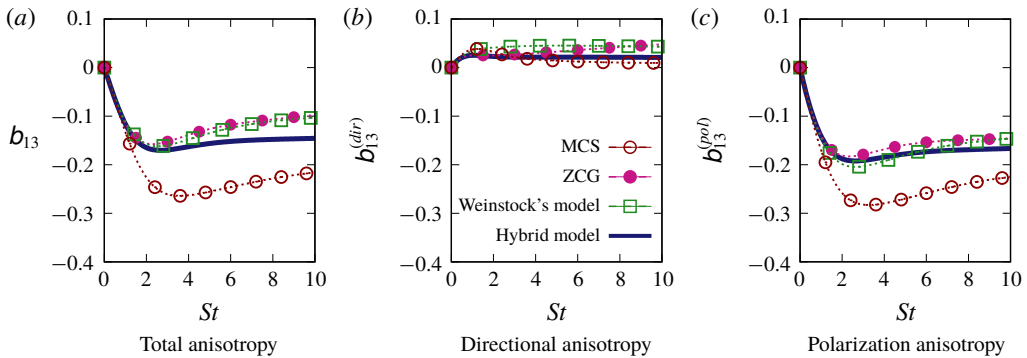 (a)
0.1
0
−0.1
−0.2
−0.3
−0.4
b13
0 2 4 6 8 10
St
Total anisotropy
(b)
0.1
0
−0.1
−0.2
−0.3
−0.4
b13(dir)
MCS
ZCG
Weinstock's model
Hybrid model
0 2 4 6 8 10
St
Directional anisotropy
(c)
0.1
0
−0.1
−0.2
−0.3
−0.4
b13(pol)
0 2 4 6 8 10
St
Polarization anisotropy